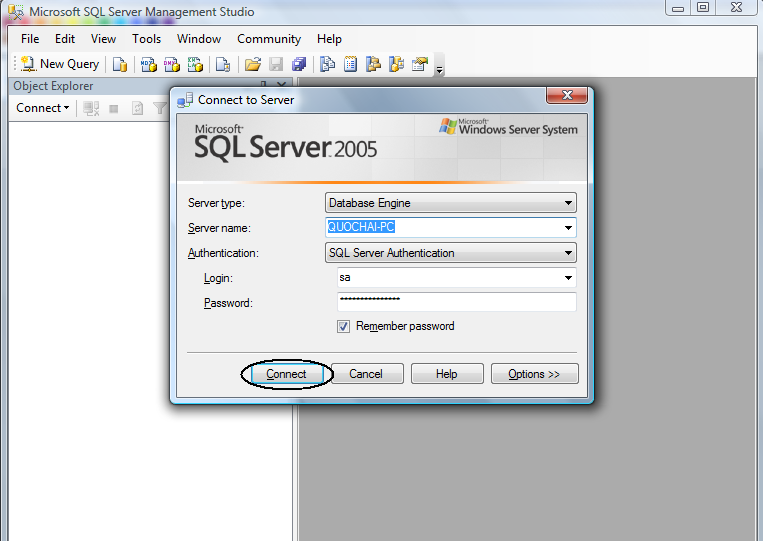 Microsoft SQL Server Management Studio
File Edit View Tools Window Community Help
New Query
Object Explorer
Connect
Connect to Server
Microsoft
SQL Server 2005
Microsoft
Windows Server System
Server type: Database Engine
Server name: QUOCHAI-PC
Authentication: SQL Server Authentication
Login: sa
Password: ***************
Remember password
Connect Cancel Help Options >>